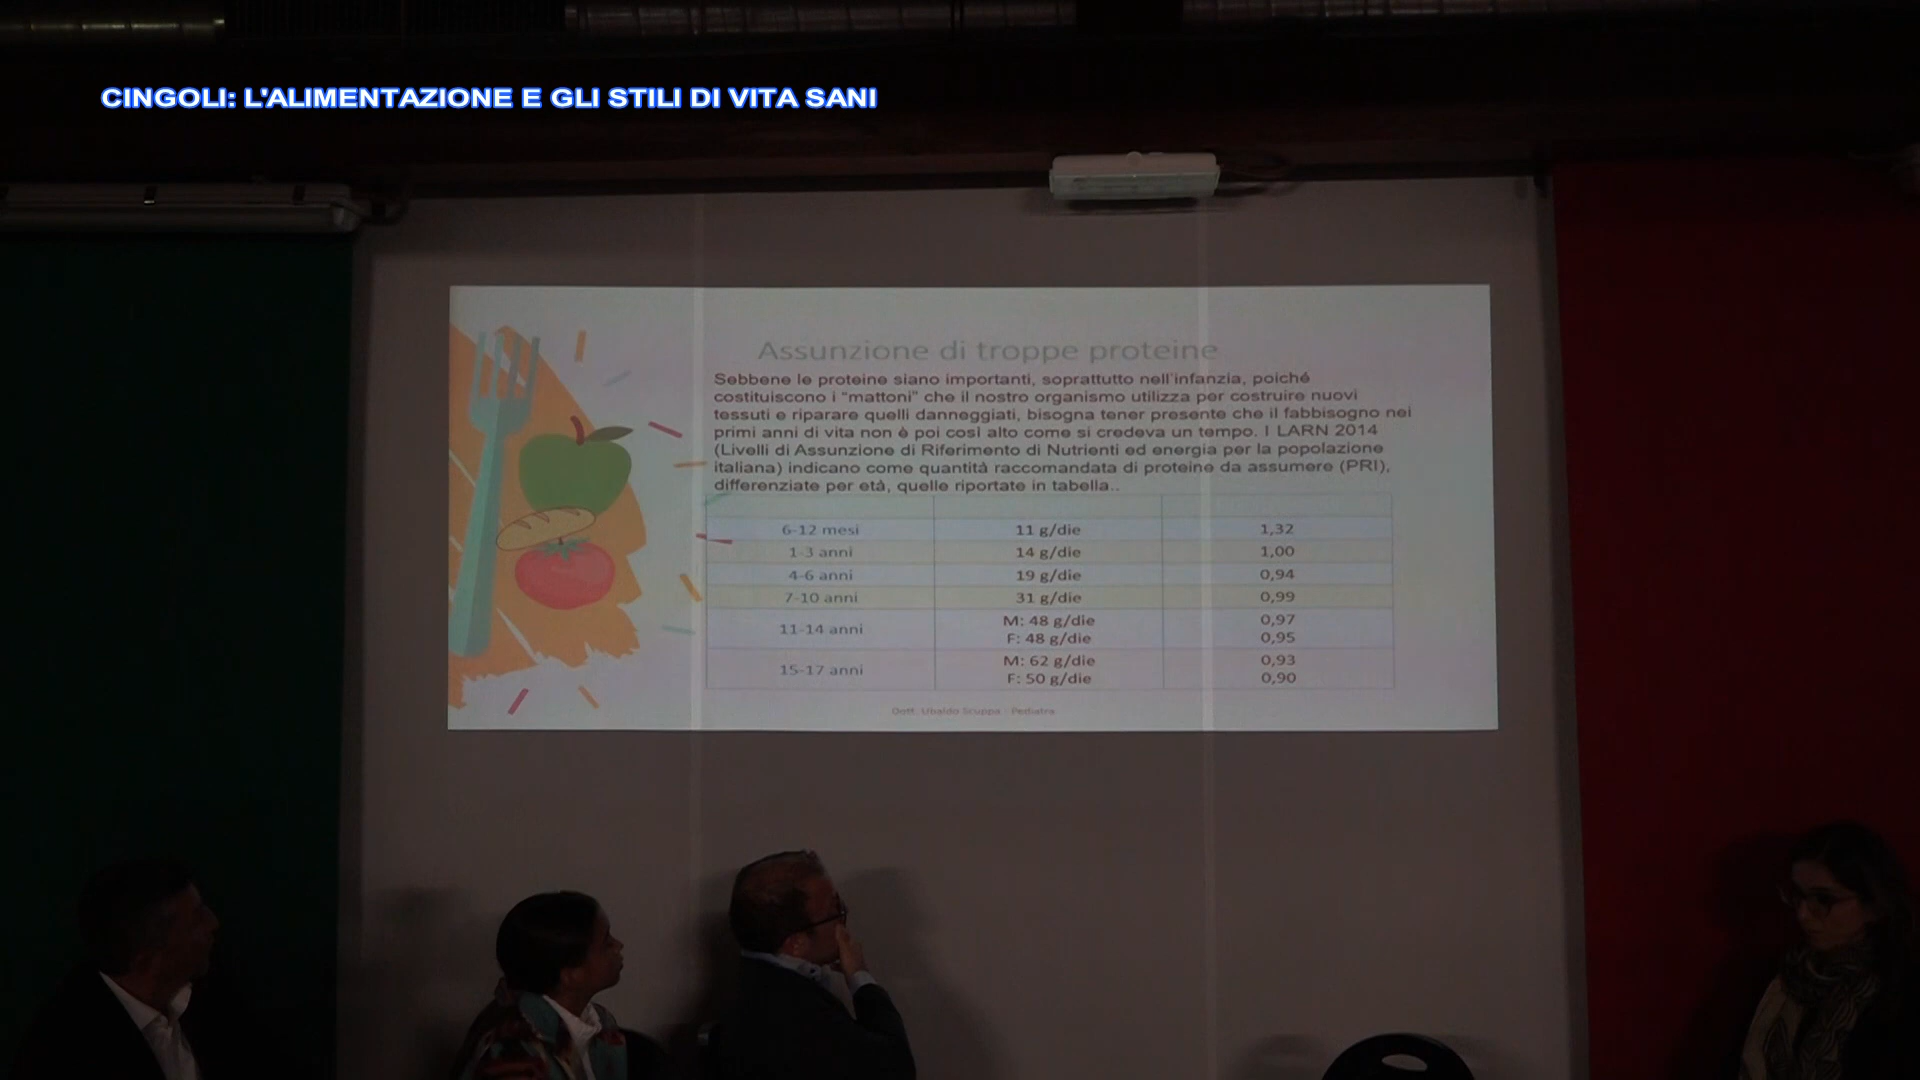 CINGOLI: L'ALIMENTAZIONE E GLI STILI DI VITA SANI
Assunzione di troppe proteine
Sebbene le proteine siano importanti, soprattutto nell'infanzia, poiché
costituiscono i "mattoni" che il nostro organismo utilizza per costruire nuovi
tessuti e riparare quelli danneggiati, bisogna tener presente che il fabbisogno nei
primi anni di vita non è poi così alto come si credeva un tempo. I LARN 2014
(Livelli di Assunzione di Riferimento di Nutrienti ed energia per la popolazione
italiana) indicano come quantità raccomandata di proteine da assumere (PRI),
differenziate per età, quelle riportate in tabella..
6-12 mesi 11 g/die 1,32
1-3 anni 14 g/die 1,00
4-6 anni 19 g/die 0,94
7-10 anni 31 g/die 0,99
11-14 anni M: 48 g/die 0,97
F: 48 g/die 0,95
15-17 anni M: 62 g/die 0,93
F: 50 g/die 0,90
Dott. Ubaldo Scuppa - Pediatra